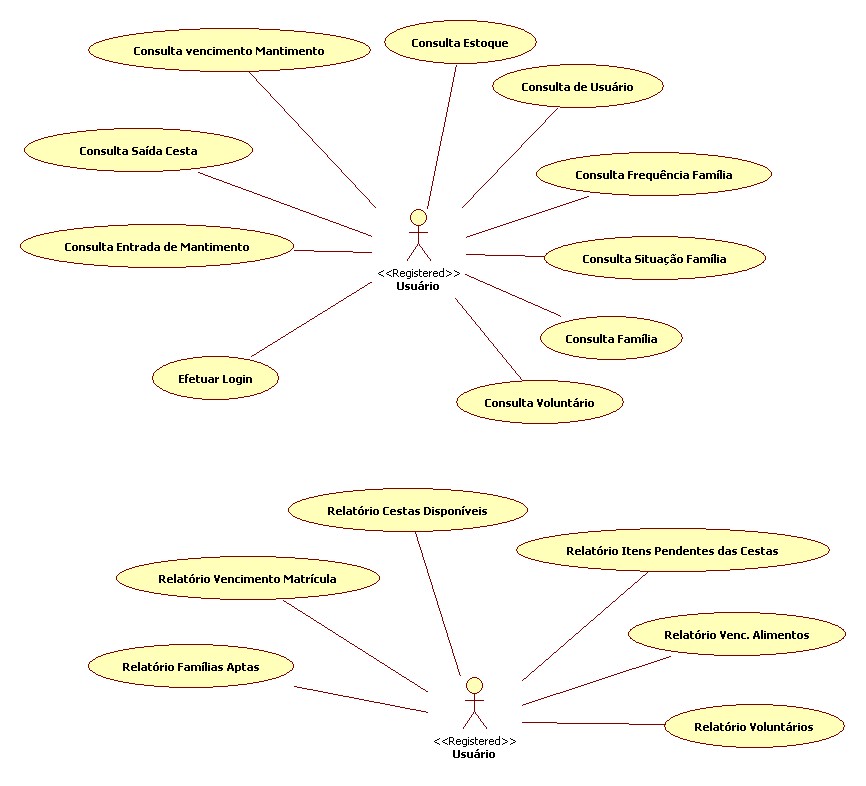 Consulta vencimento Mantimento
Consulta Estoque
Consulta de Usuário
Consulta Saída Cesta
Consulta Frequência Família
Consulta Entrada de Mantimento
Consulta Situação Família
<<Registered>>
Usuário
Consulta Família
Efetuar Login
Consulta Voluntário
Relatório Cestas Disponíveis
Relatório Itens Pendentes das Cestas
Relatório Vencimento Matrícula
Relatório Venc. Alimentos
Relatório Famílias Aptas
Relatório Voluntários
<<Registered>>
Usuário